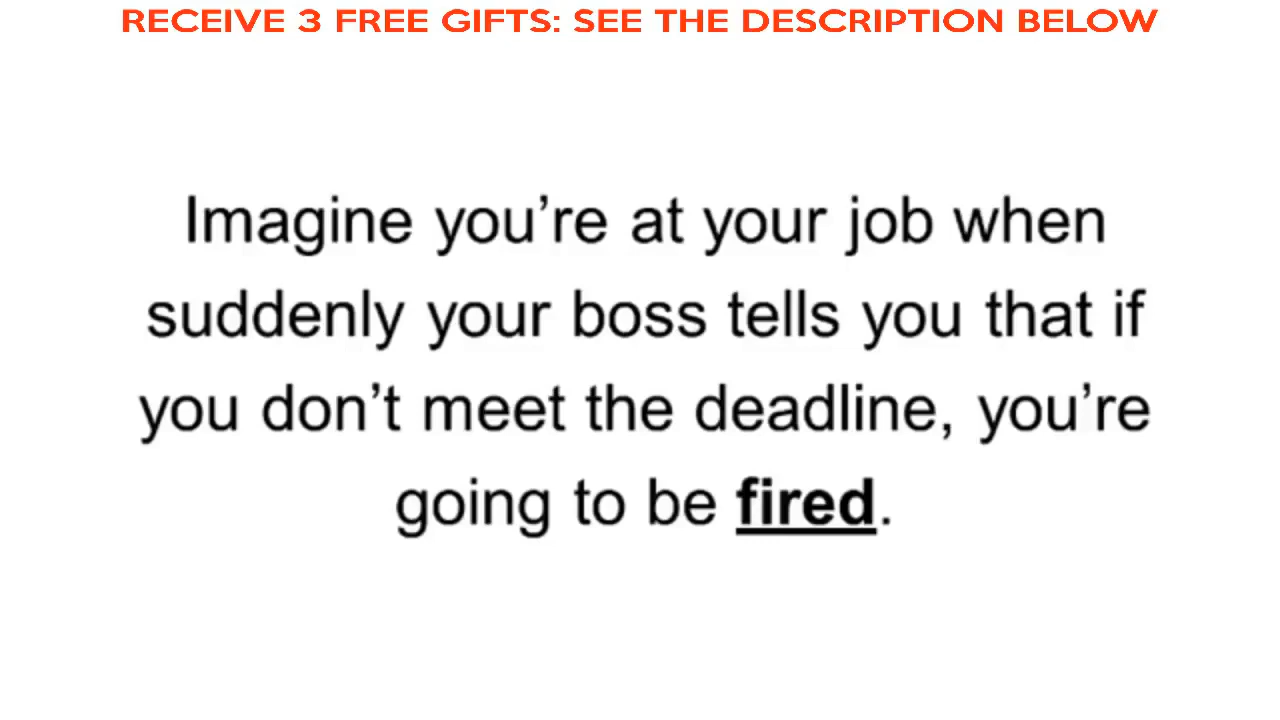 RECEIVE 3 FREE GIFTS: SEE THE DESCRIPTION BELOW
Imagine you’re at your job when
suddenly your boss tells you that if
you don’t meet the deadline, you’re
going to be fired.